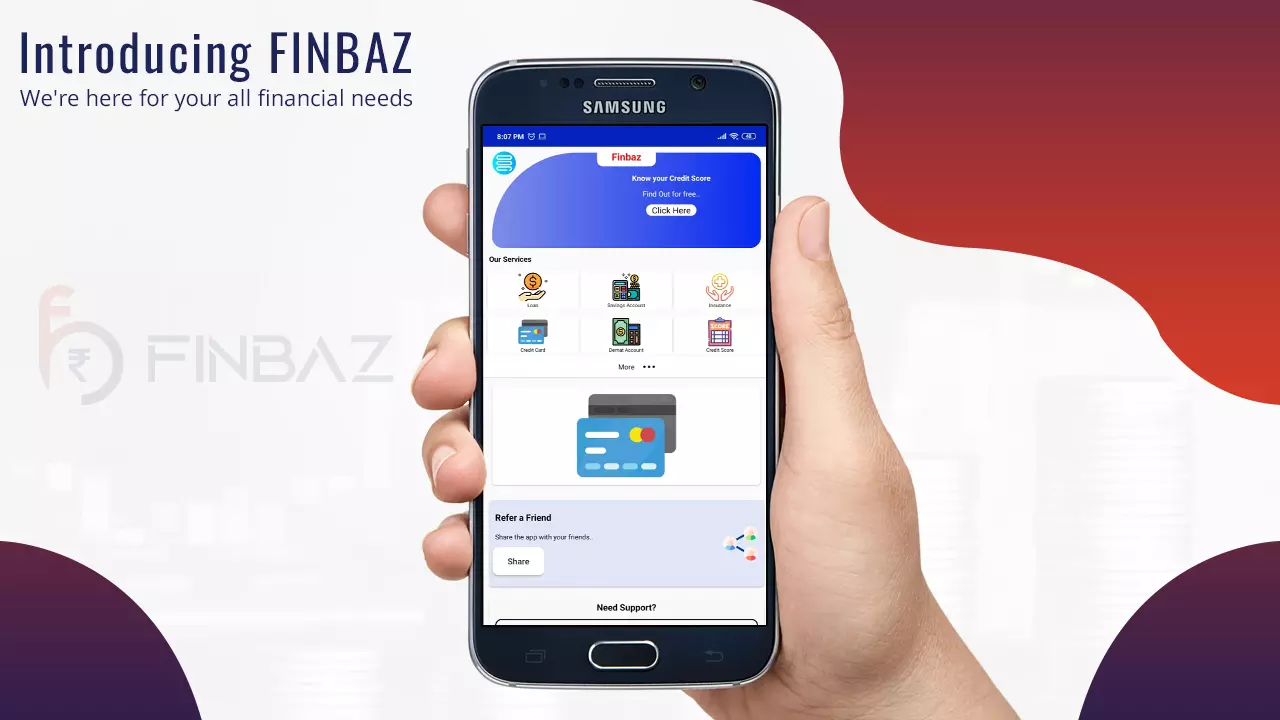 Introducing FINBAZ
We're here for your all financial needs
SAMSUNG
8:07 PM
48
Finbaz
Know your Credit Score
Find Out for free..
Click Here
Our Services
Loan
Savings Account
Insurance
SCORE
Credit Card
Demat Account
Credit Score
More •••
₹ FINBAZ
Refer a Friend
Share the app with your friends..
Share
Need Support?